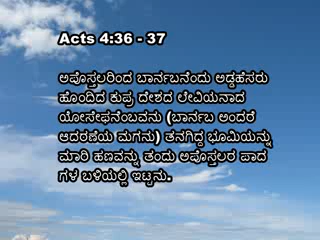 Acts 4:36 - 37
ಅಪೊಸ್ತಲರಿಂದ ಬಾರ್ನಬನೆಂದು ಅಡ್ಡಹೆಸರು
ಹೊಂದಿದ ಕುಪ್ರ ದೇಶದ ಲೇವಿಯನಾದ
ಯೋಸೇಫನೆಂಬವನು (ಬಾರ್ನಬ ಅಂದರೆ
ಆದರಣೆಯ ಮಗನು) ತನಗಿದ್ದ ಭೂಮಿಯನ್ನು
ಮಾರಿ ಹಣವನ್ನು ತಂದು ಅಪೊಸ್ತಲರ ಪಾದ
ಗಳ ಬಳಿಯಲ್ಲಿ ಇಟ್ಟನು.